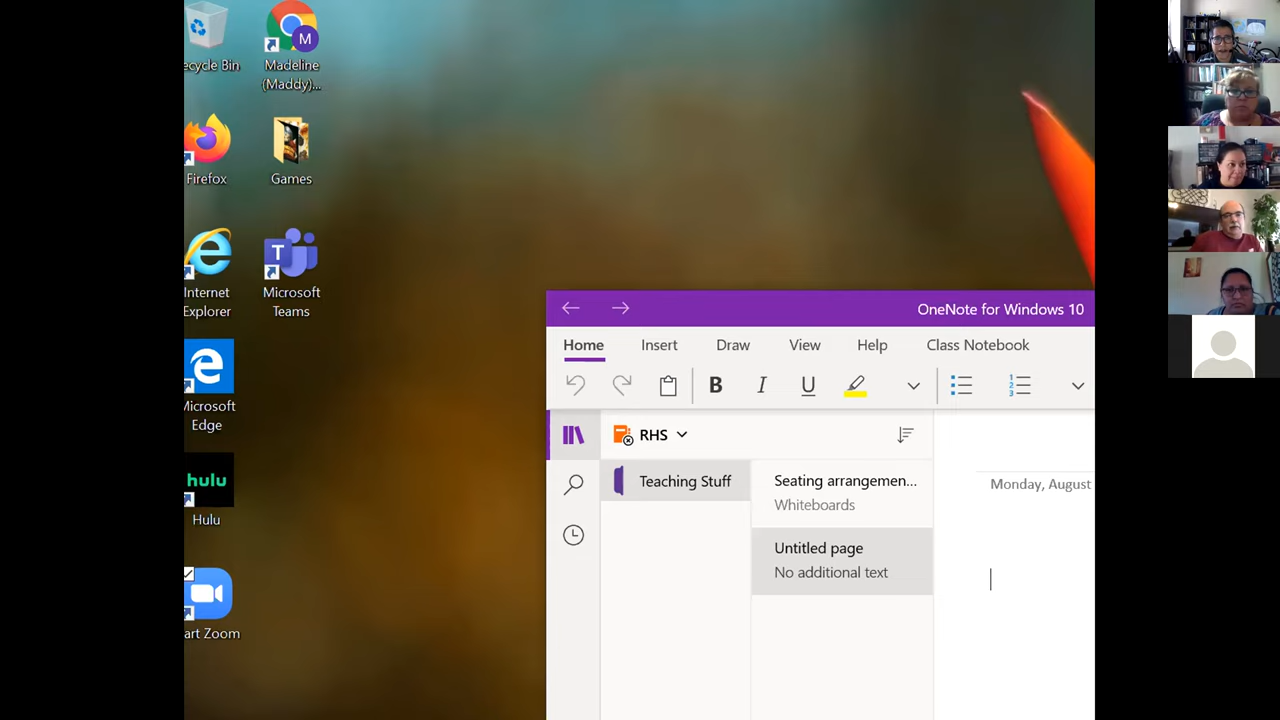 ecycle Bin
Madeline
(Maddy)...
M
Firefox
Games
Internet
Explorer
T
Microsoft
Teams
Microsoft
Edge
hulu
Hulu
art Zoom
OneNote for Windows 10
Home Insert Draw View Help Class Notebook
B I U
RHS
Teaching Stuff
Seating arrangemen...
Whiteboards
Untitled page
No additional text
Monday, August